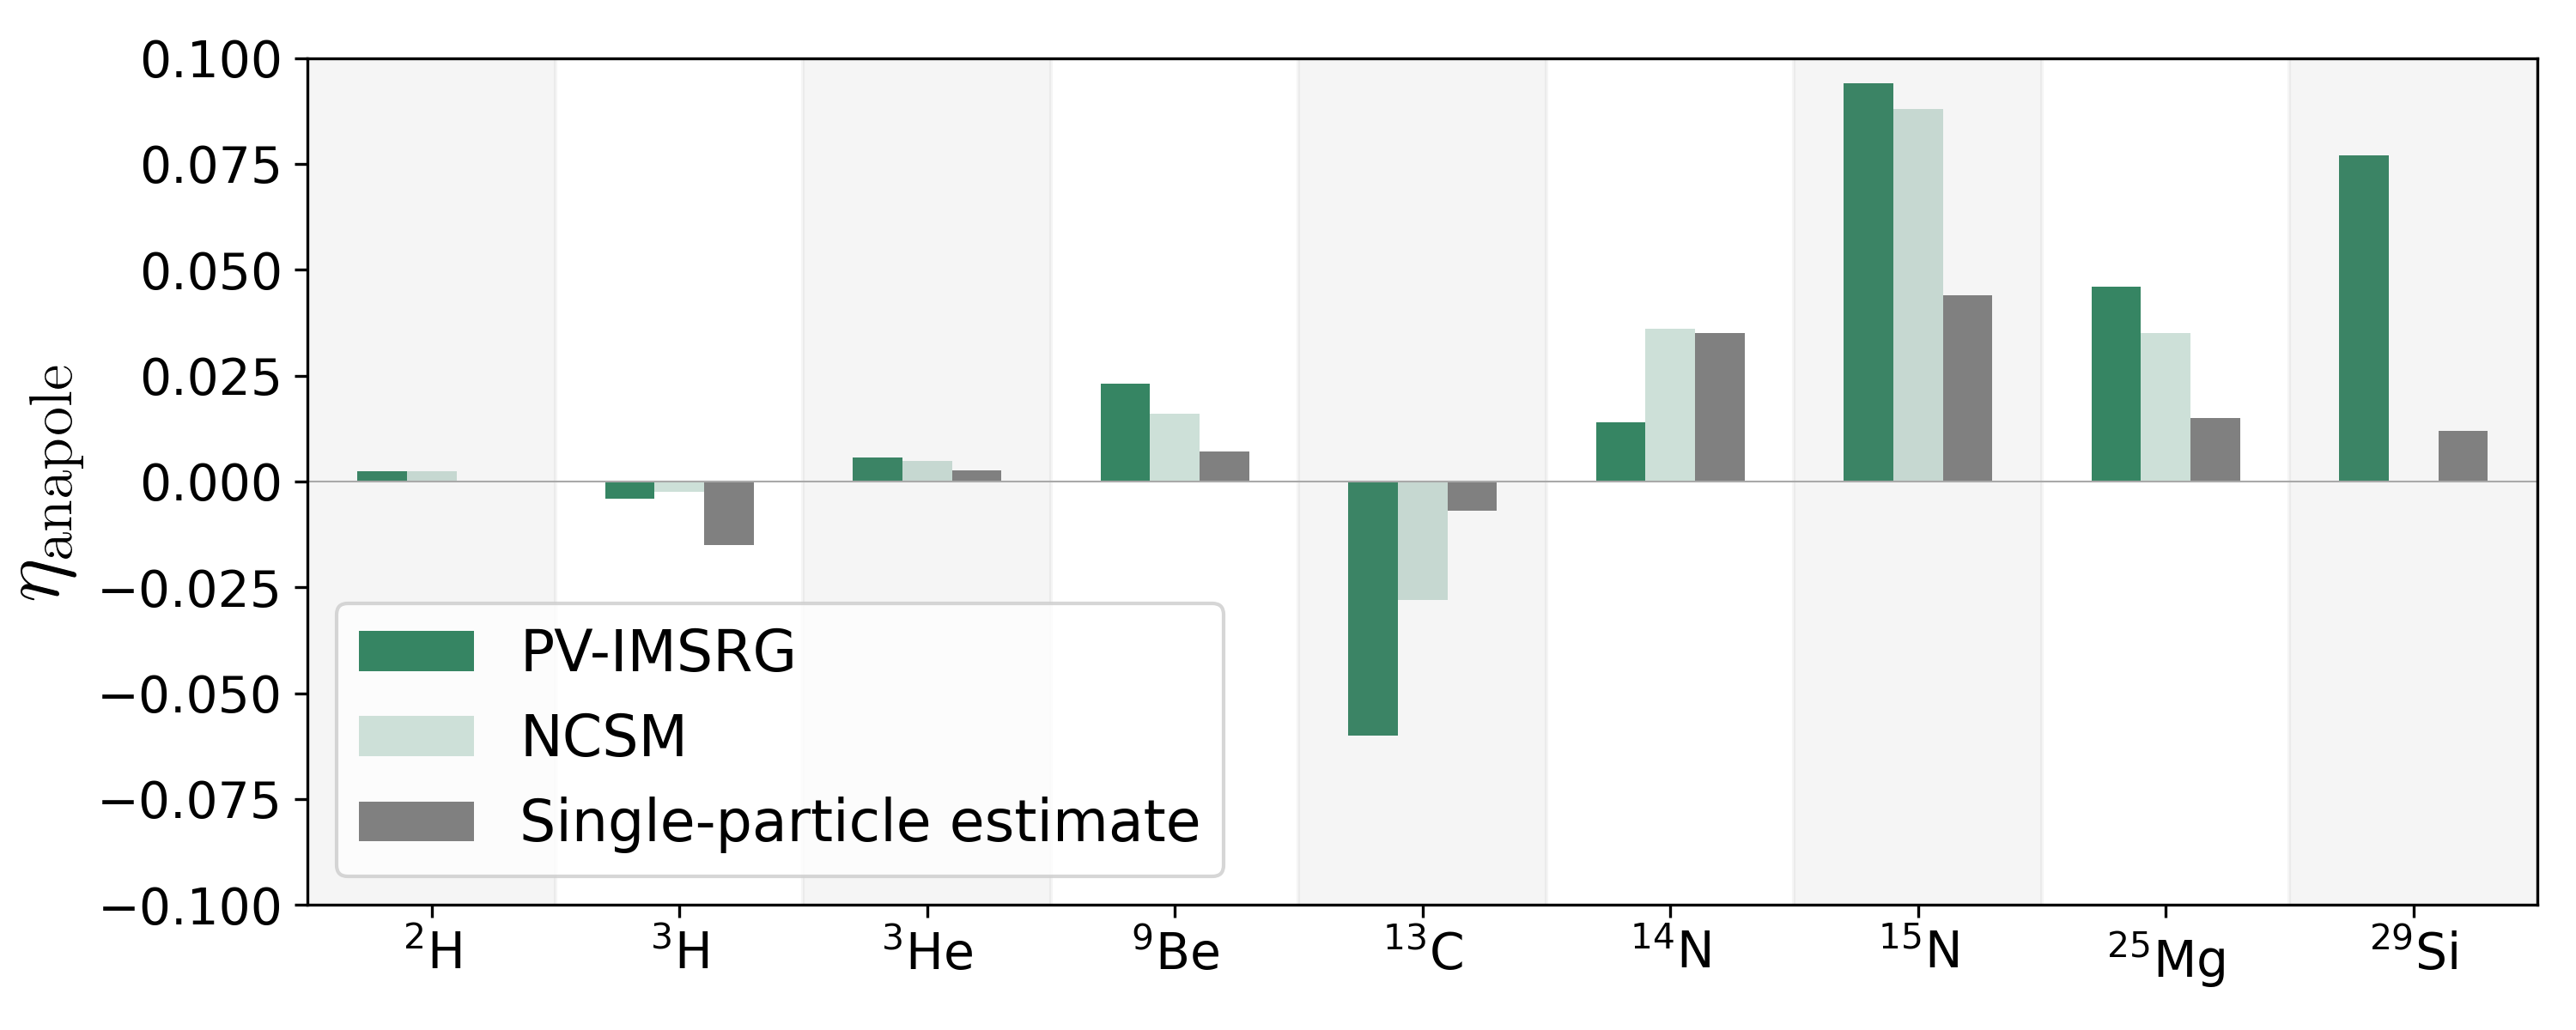 0.100
0.075
0.050
0.025
0.000
−0.025
−0.050
−0.075
−0.100
η_anapole
PV-IMSRG
NCSM
Single-particle estimate
²H ³H ³He ⁹Be ¹³C ¹⁴N ¹⁵N ²⁵Mg ²⁹Si